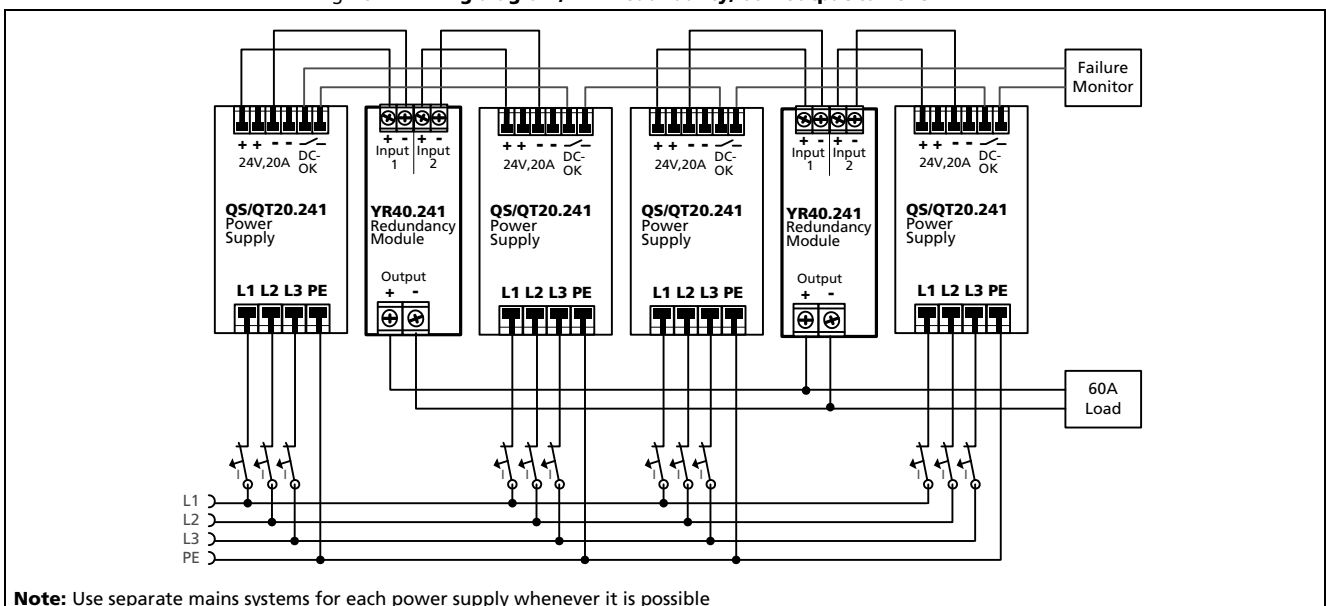 Failure
Monitor
+ + - -
24V,20A
DC-
OK
QS/QT20.241
Power
Supply
L1 L2 L3 PE
+ - + -
Input Input
1 2
YR40.241
Redundancy
Module
Output
+ -
+ + - -
24V,20A
DC-
OK
QS/QT20.241
Power
Supply
L1 L2 L3 PE
+ + - -
24V,20A
DC-
OK
QS/QT20.241
Power
Supply
L1 L2 L3 PE
+ - + -
Input Input
1 2
YR40.241
Redundancy
Module
Output
+ -
+ + - -
24V,20A
DC-
OK
QS/QT20.241
Power
Supply
L1 L2 L3 PE
60A
Load
I I I
I I I
I I I
I I I
L1
L2
L3
PE
Note: Use separate mains systems for each power supply whenever it is possible